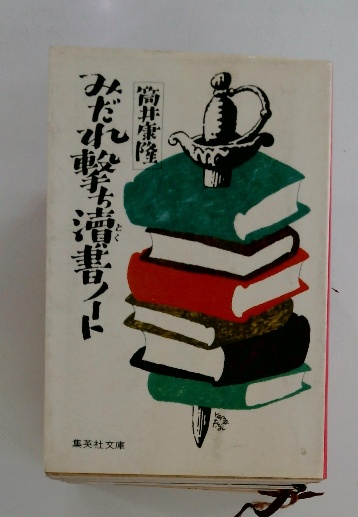 みだれ撃ち瀆書ノート
とく
筒井康隆
集英社文庫